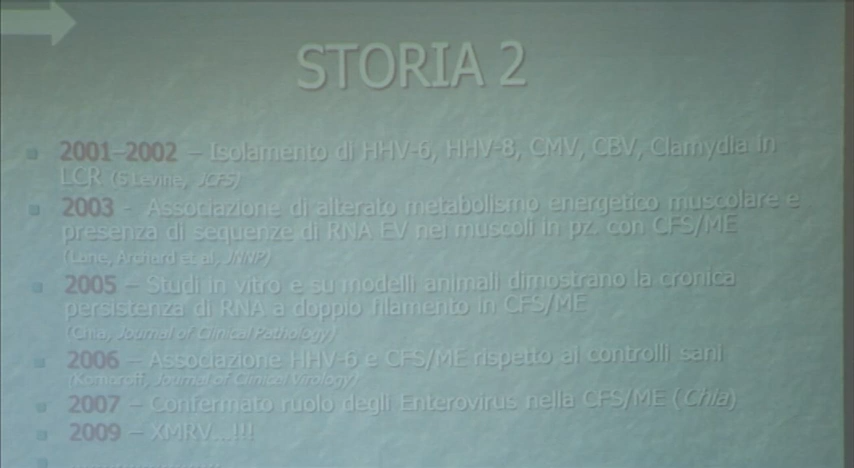 STORIA 2
2001-2002 – Isolamento di HHV-6, HHV-8, CMV, CBV, Clamydia in
LCR (S Levine, JCFS)
2003 - Associazione di alterato metabolismo energetico muscolare e
presenza di sequenze di RNA EV nei muscoli in pz. con CFS/ME
(Lane, Archard et al, JNNP)
2005 – Studi in vitro e su modelli animali dimostrano la cronica
persistenza di RNA a doppio filamento in CFS/ME
(Chia, Journal of Clinical Pathology)
2006 – Associazione HHV-6 e CFS/ME rispetto ai controlli sani
(Komaroff, Journal of Clinical Virology)
2007 – Confermato ruolo degli Enterovirus nella CFS/ME (Chia)
2009 – XMRV...!!!